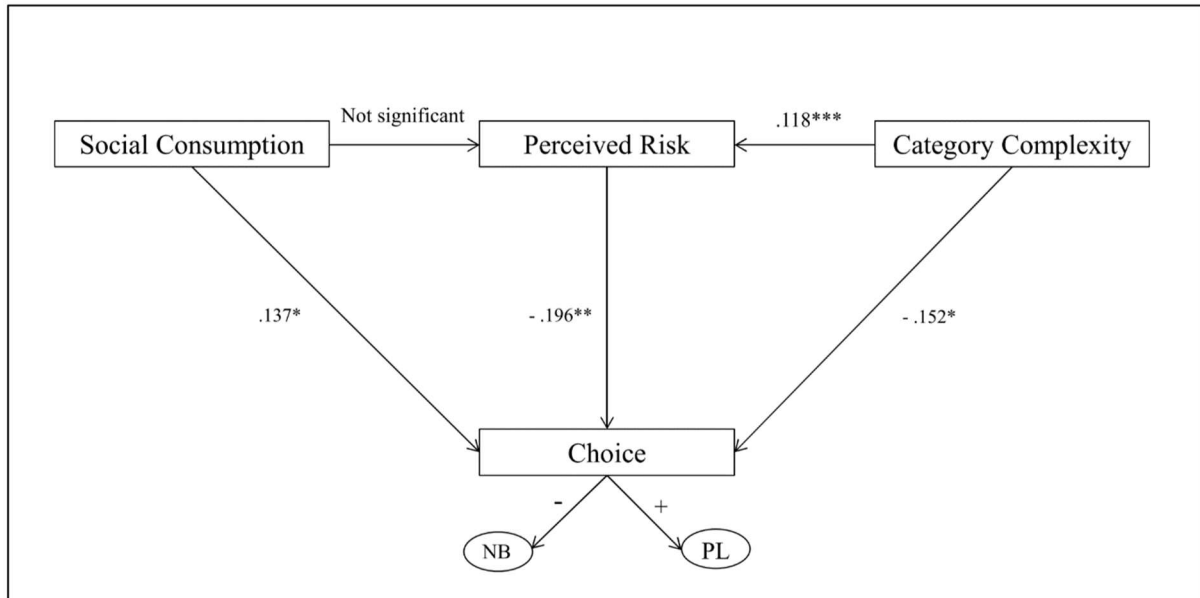 Not significant
.118***
Social Consumption
Perceived Risk
Category Complexity
.137*
- .196**
- .152*
Choice
-
+
NB
PL